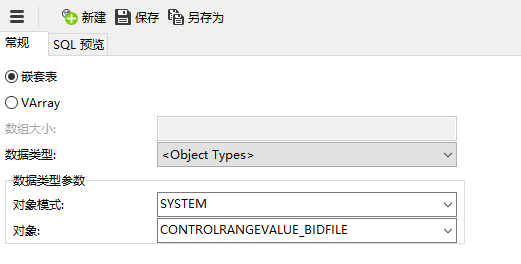 新建 保存 另存为
常规 SQL 预览
嵌套表
VArray
数组大小:
数据类型: <Object Types>
数据类型参数
对象模式: SYSTEM
对象: CONTROLRANGEVALUE_BIDFILE